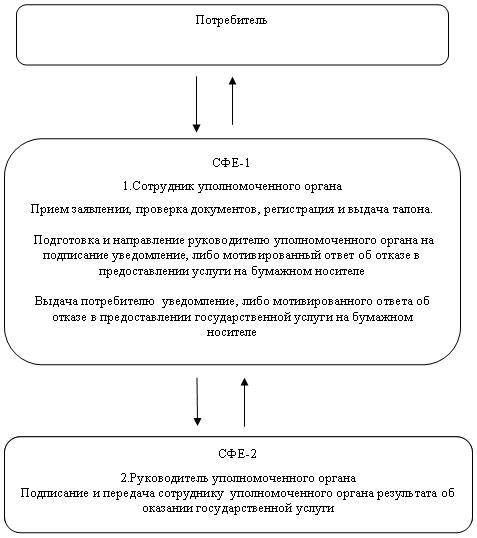 Потребитель
СФЕ-1
1.Сотрудник уполномоченного органа
Прием заявлении, проверка документов, регистрация и выдача талона.
Подготовка и направление руководителю уполномоченного органа на
подписание уведомление, либо мотивированный ответ об отказе в
предоставлении услуги на бумажном носителе
Выдача потребителю уведомление, либо мотивированного ответа об
отказе в предоставлении государственной услуги на бумажном
носителе
СФЕ-2
2.Руководитель уполномоченного органа
Подписание и передача сотруднику уполномоченного органа результата об
оказании государственной услуги